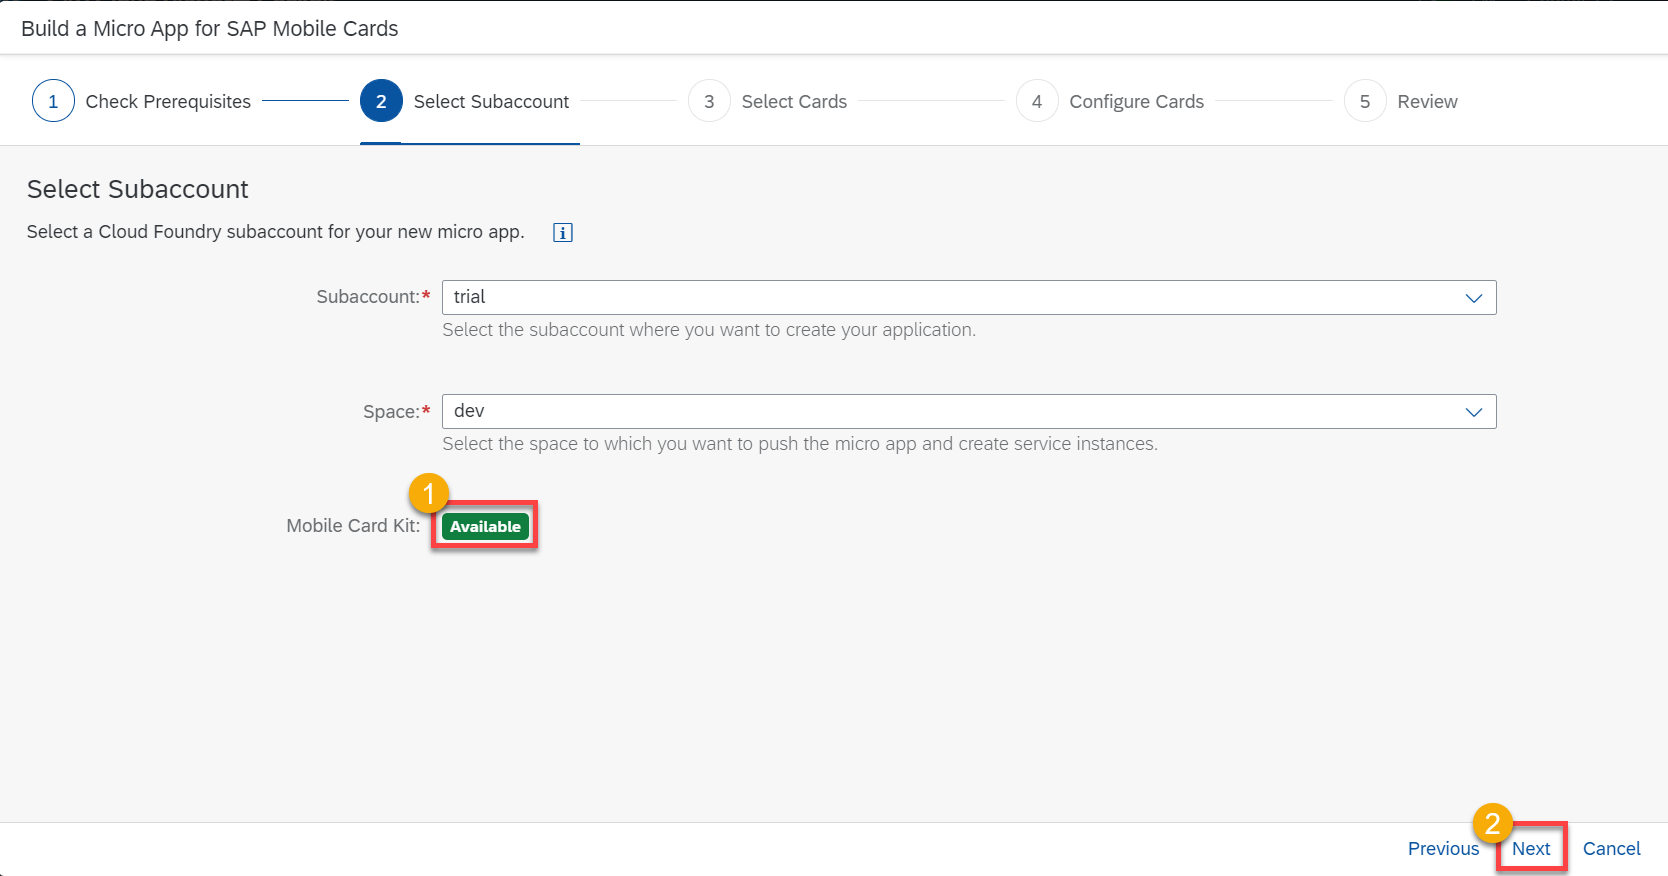 Build a Micro App for SAP Mobile Cards
1 Check Prerequisites 2 Select Subaccount 3 Select Cards 4 Configure Cards 5 Review
Select Subaccount
Select a Cloud Foundry subaccount for your new micro app. i
Subaccount:* trial
Select the subaccount where you want to create your application.
Space:* dev
Select the space to which you want to push the micro app and create service instances.
1
Mobile Card Kit: Available
2
Previous Next Cancel